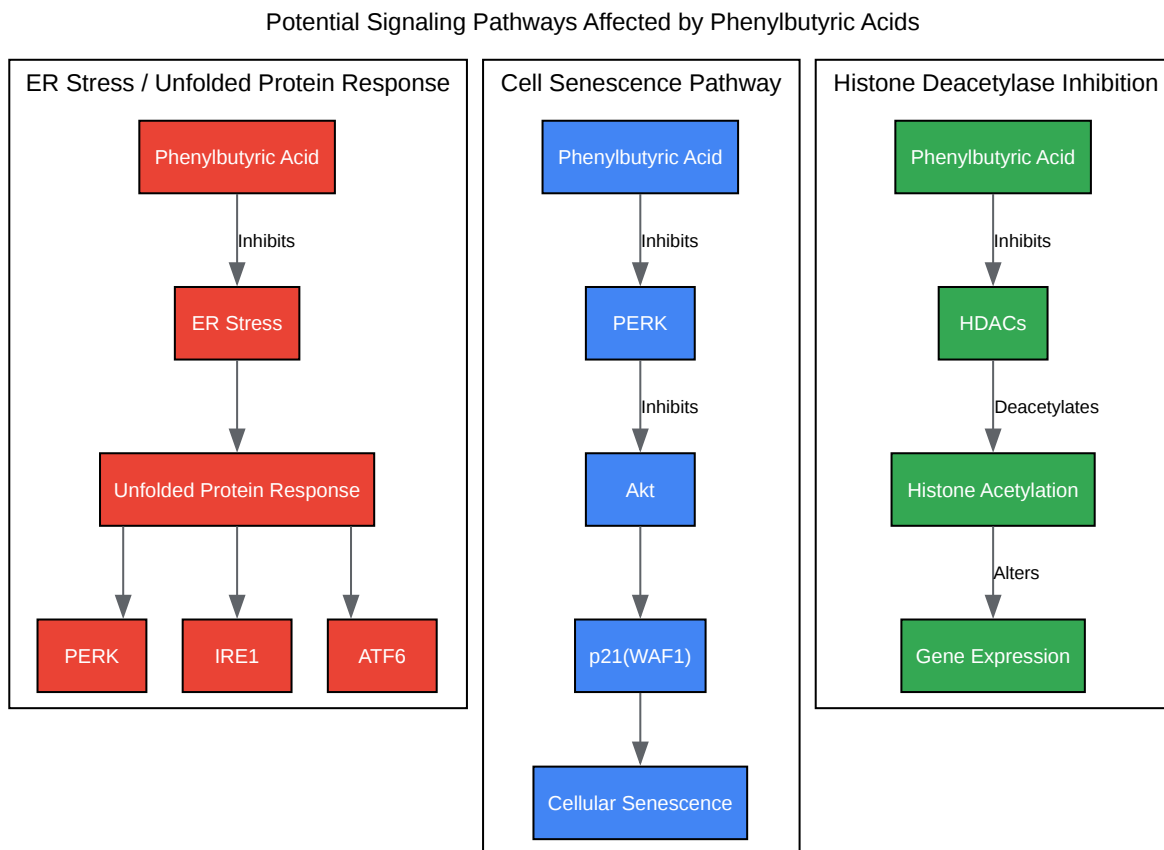 Potential Signaling Pathways Affected by Phenylbutyric Acids
ER Stress / Unfolded Protein Response
Phenylbutyric Acid
Inhibits
ER Stress
Unfolded Protein Response
PERK
IRE1
ATF6
Cell Senescence Pathway
Phenylbutyric Acid
Inhibits
PERK
Inhibits
Akt
p21(WAF1)
Cellular Senescence
Histone Deacetylase Inhibition
Phenylbutyric Acid
Inhibits
HDACs
Deacetylates
Histone Acetylation
Alters
Gene Expression